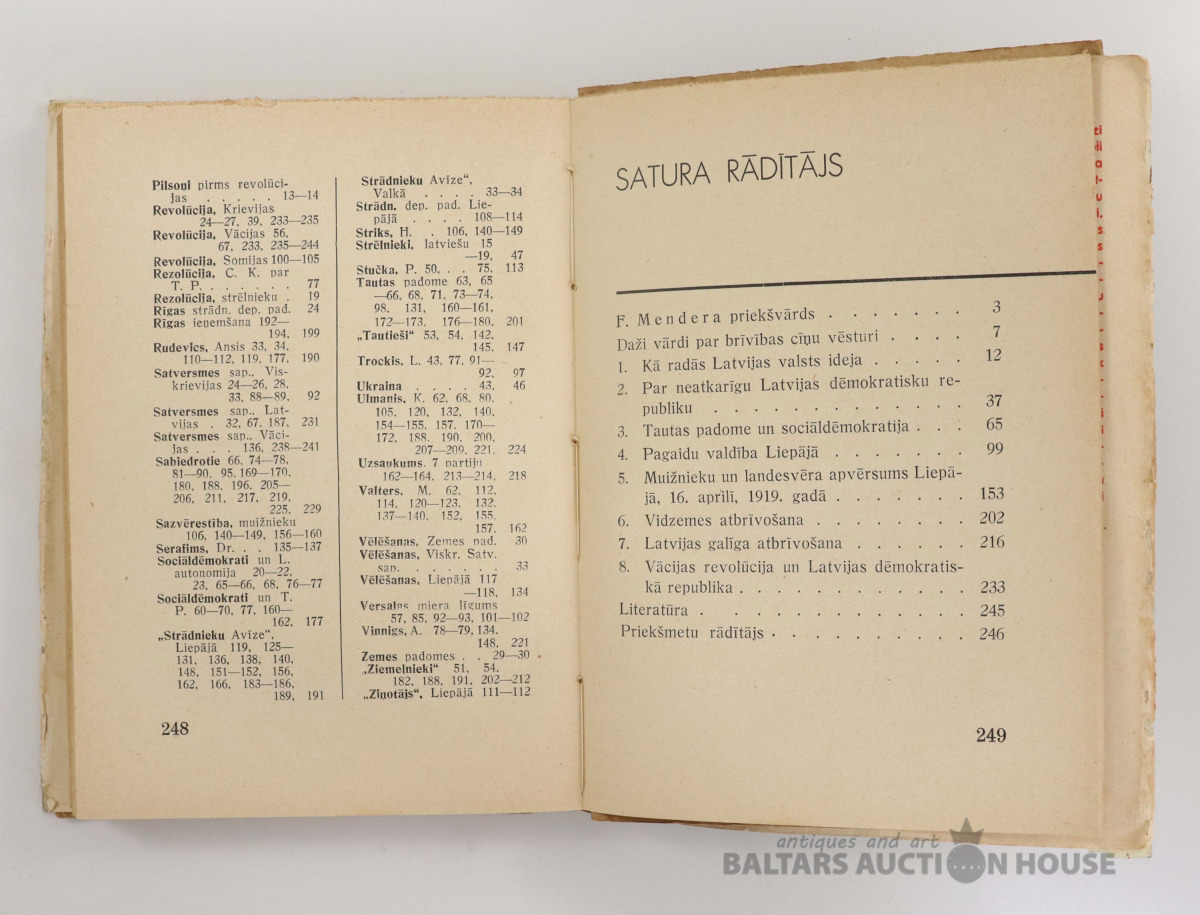 Pilsoņi pirms revolūci-
jas . . . . . 13—14
Revolūcija, Krievijas
24—27, 39, 233—235
Revolūcija, Vācijas 56,
67, 233, 235—244
Revolūcija, Somijas 100—105
Rezolūcija, C. K. par
T. P. . . . . . . 77
Rezolūcija, strēlnieku . 19
Rīgas strādn. dep. pad. 24
Rīgas ieņemšana 192—
194, 199
Rudevics, Ansis 33, 34,
110—112, 119, 177, 190
Satversmes sap., Vis-
krievijas 24—26, 28,
33, 88—89, 92
Satversmes sap., Lat-
vijas . 32, 67, 187, 231
Satversmes sap., Vāci-
jas . . . 136, 238—241
Sabiedrotie 66, 74—78,
81—90, 95, 169—170,
180, 188, 196, 205—
206, 211, 217, 219,
225, 229
Sazvērestība, muižnieku
106, 140—149, 156—160
Serafims, Dr. . . 135—137
Sociāldēmokrati un L.
autonomija 20—22,
23, 65—66, 68, 76—77
Sociāldēmokrati un T.
P. 60—70, 77, 160—
162, 177
„Strādnieku Avīze“,
Liepājā 119, 125—
131, 136, 138, 140,
148, 151—152, 156,
162, 166, 183—186,
189, 191
Strādnieku Avīze“,
Valkā . . . . 33—34
Strādn. dep. pad. Lie-
pājā . . . . 108—114
Striks, H. . 106, 140—149
Strēlnieki, latviešu 15
—19, 47
Stučka, P. 50, . . 75, 113
Tautas padome 63, 65
—66, 68, 71, 73—74,
98, 131, 160—161,
172—173, 176—180, 201
„Tautieši“ 53, 54, 142,
145, 147
Trockis, L. 43, 77, 91—
92, 97
Ukraina . . . . 43, 46
Ulmanis, K. 62, 68, 80,
105, 120, 132, 140,
154—155, 157, 170—
172, 188, 190, 200,
207—209, 221, 224
Uzsaukums, 7 partiju
162—164, 213—214, 218
Valters, M. 62, 112,
114, 120—123, 132,
137—140, 152, 155,
157, 162
Vēlēšanas, Zemes pad. 30
Vēlēšanas, Viskr. Satv.
sap. . . . . . . 33
Vēlēšanas, Liepājā 117
—118, 134
Versaļas miera līgums
57, 85, 92—93, 101—102
Vinnigs, A. 78—79, 134,
148, 221
Zemes padomes . . 29—30
„Ziemeļnieki“ 51, 54,
182, 188, 191, 202—212
„Ziņotājs“, Liepājā 111—112
248
SATURA RĀDĪTĀJS
F. Mendera priekšvārds . . . . . . . 3
Daži vārdi par brīvības cīņu vēsturi . . . . 7
1. Kā radās Latvijas valsts ideja . . . . . 12
2. Par neatkarīgu Latvijas dēmokratisku re-
publiku . . . . . . . . . . . . . 37
3. Tautas padome un sociāldēmokratija . . . 65
4. Pagaidu valdība Liepājā . . . . . . . 99
5. Muižnieku un landesvēra apvērsums Liepā-
jā, 16. aprilī, 1919. gadā . . . . . . . 153
6. Vidzemes atbrīvošana . . . . . . . . 202
7. Latvijas galīga atbrīvošana . . . . . . 216
8. Vācijas revolūcija un Latvijas dēmokratis-
kā republika . . . . . . . . . . . . 233
Literatūra . . . . . . . . . . . . . . 245
Priekšmetu rādītājs . . . . . . . . . . 246
249
antiques and art
BALTARS AUCTION HOUSE